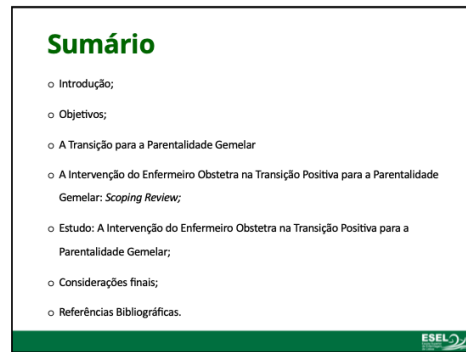 Sumário
o Introdução;
o Objetivos;
o A Transição para a Parentalidade Gemelar
o A Intervenção do Enfermeiro Obstetra na Transição Positiva para a Parentalidade
Gemelar: Scoping Review;
o Estudo: A Intervenção do Enfermeiro Obstetra na Transição Positiva para a
Parentalidade Gemelar;
o Considerações finais;
o Referências Bibliográficas.
ESEL